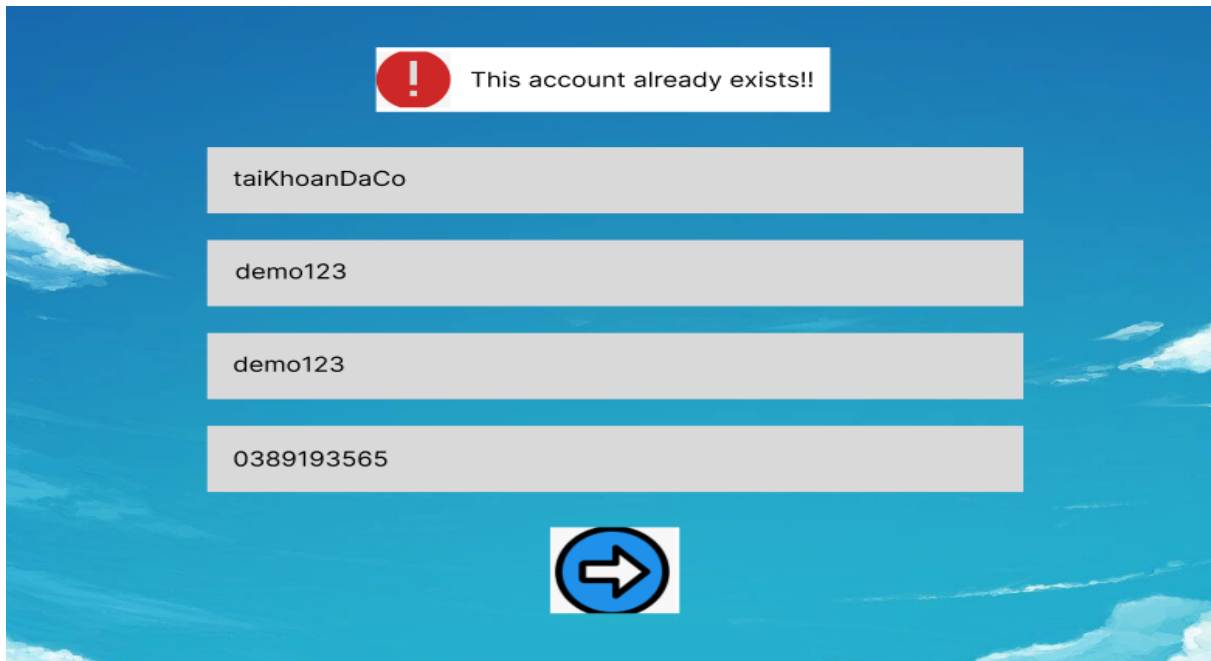 This account already exists!!
taiKhoanDaCo
demo123
demo123
0389193565